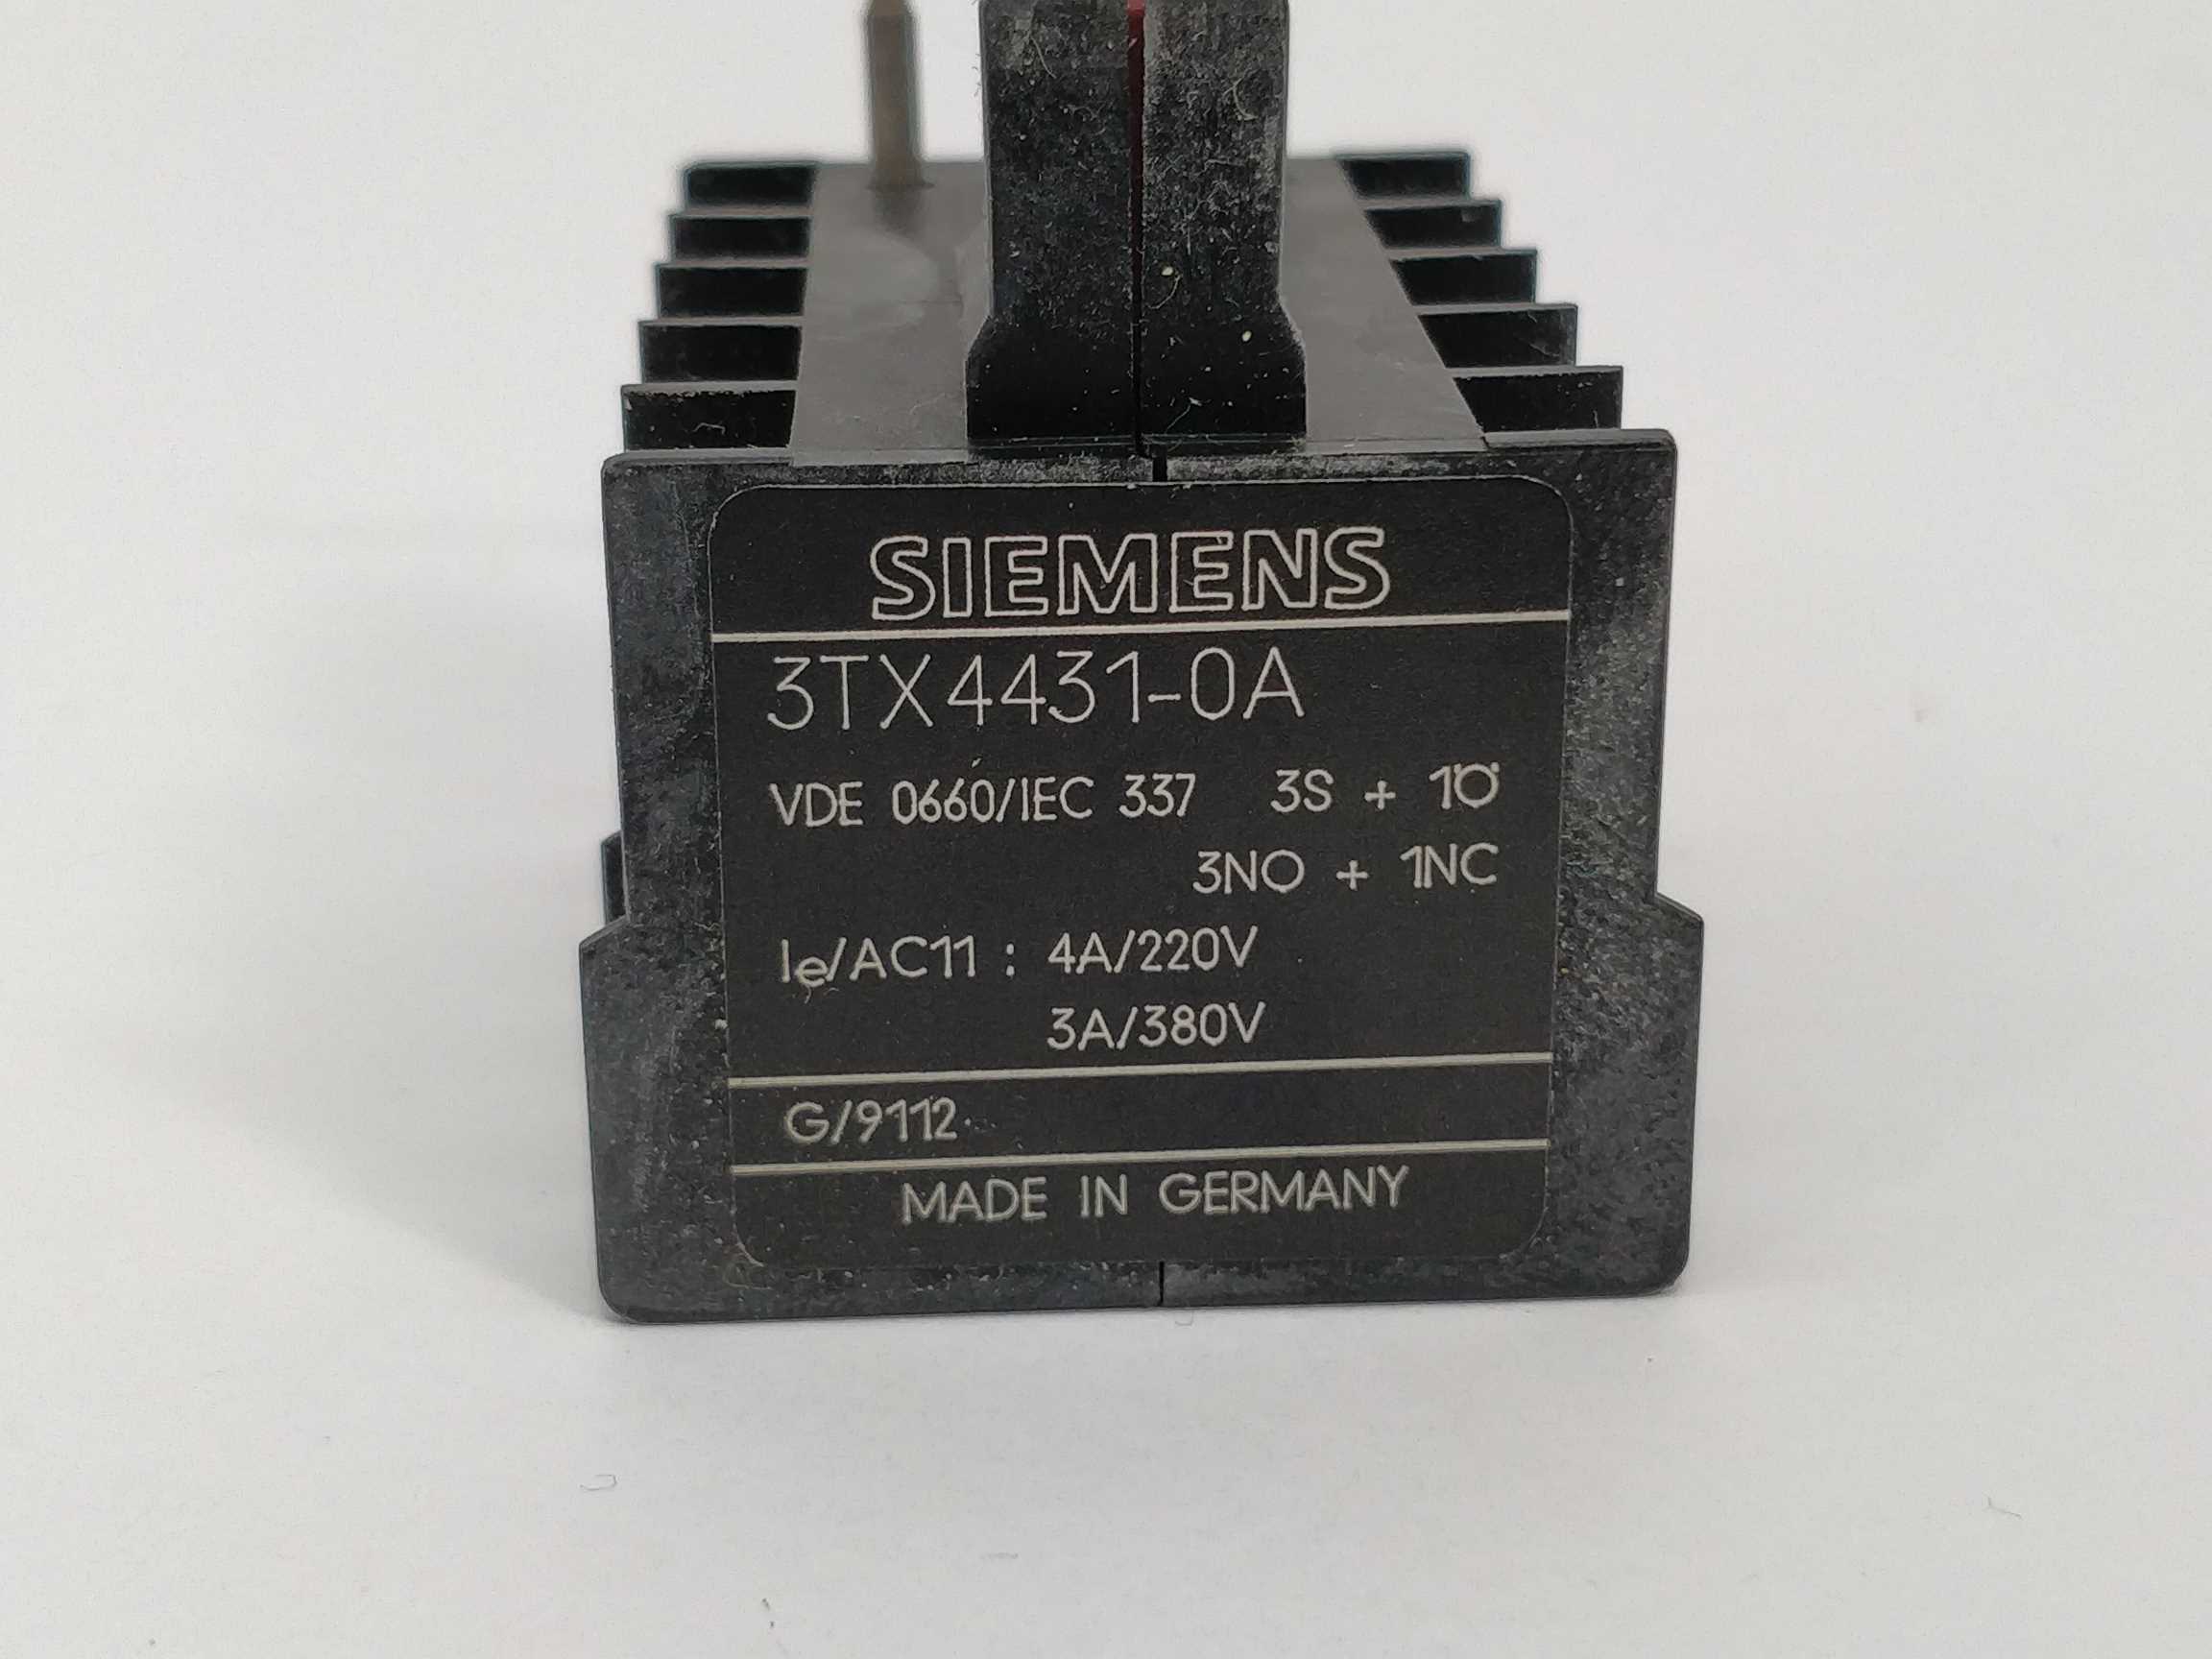 SIEMENS
3TX4431-0A
VDE 0660/IEC 337 3S + 1Ö
3NO + 1NC
Ie/AC11 : 4A/220V
3A/380V
G/9112
MADE IN GERMANY